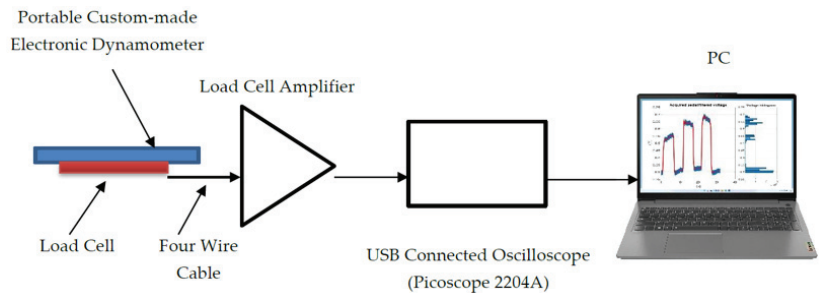 Portable Custom-made
Electronic Dynamometer
Load Cell Amplifier
PC
Load Cell
Four Wire
Cable
USB Connected Oscilloscope
(Picoscope 2204A)